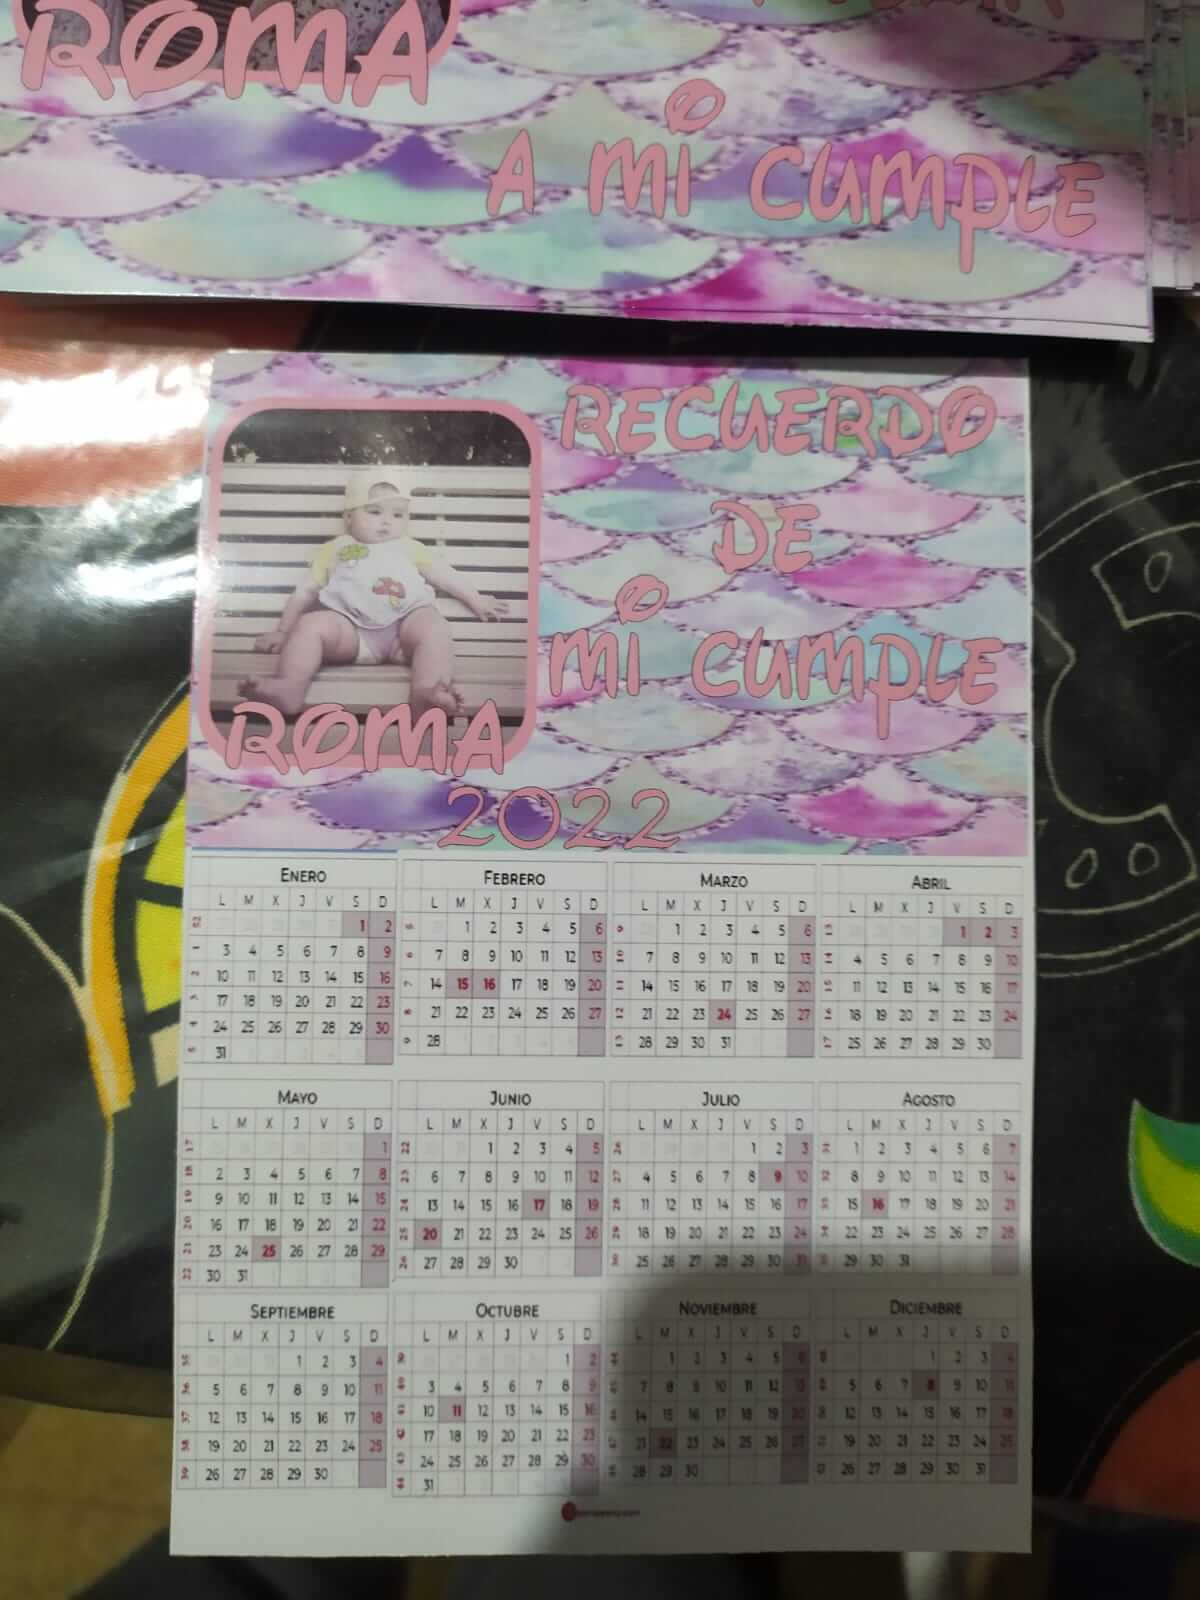 ROMA
A MI CUMPLE
RECUERDO
DE
MI CUMPLE
ROMA
2022
ENERO
L M X J V S D
1 2
3 4 5 6 7 8 9
10 11 12 13 14 15 16
17 18 19 20 21 22 23
24 25 26 27 28 29 30
31
FEBRERO
L M X J V S D
1 2 3 4 5 6
7 8 9 10 11 12 13
14 15 16 17 18 19 20
21 22 23 24 25 26 27
28
MARZO
L M X J V S D
1 2 3 4 5 6
7 8 9 10 11 12 13
14 15 16 17 18 19 20
21 22 23 24 25 26 27
28 29 30 31
ABRIL
L M X J V S D
1 2 3
4 5 6 7 8 9 10
11 12 13 14 15 16 17
18 19 20 21 22 23 24
25 26 27 28 29 30
MAYO
L M X J V S D
1
2 3 4 5 6 7 8
9 10 11 12 13 14 15
16 17 18 19 20 21 22
23 24 25 26 27 28 29
30 31
JUNIO
L M X J V S D
1 2 3 4 5
6 7 8 9 10 11 12
13 14 15 16 17 18 19
20 21 22 23 24 25 26
27 28 29 30
JULIO
L M X J V S D
1 2 3
4 5 6 7 8 9 10
11 12 13 14 15 16 17
18 19 20 21 22 23 24
25 26 27 28 29 30 31
AGOSTO
L M X J V S D
1 2 3 4 5 6 7
8 9 10 11 12 13 14
15 16 17 18 19 20 21
22 23 24 25 26 27 28
29 30 31
SEPTIEMBRE
L M X J V S D
1 2 3 4
5 6 7 8 9 10 11
12 13 14 15 16 17 18
19 20 21 22 23 24 25
26 27 28 29 30
OCTUBRE
L M X J V S D
1 2
3 4 5 6 7 8 9
10 11 12 13 14 15 16
17 18 19 20 21 22 23
24 25 26 27 28 29 30
31
NOVIEMBRE
L M X J V S D
1 2 3 4 5 6
7 8 9 10 11 12 13
14 15 16 17 18 19 20
21 22 23 24 25 26 27
28 29 30
DICIEMBRE
L M X J V S D
1 2 3 4
5 6 7 8 9 10 11
12 13 14 15 16 17 18
19 20 21 22 23 24 25
26 27 28 29 30 31